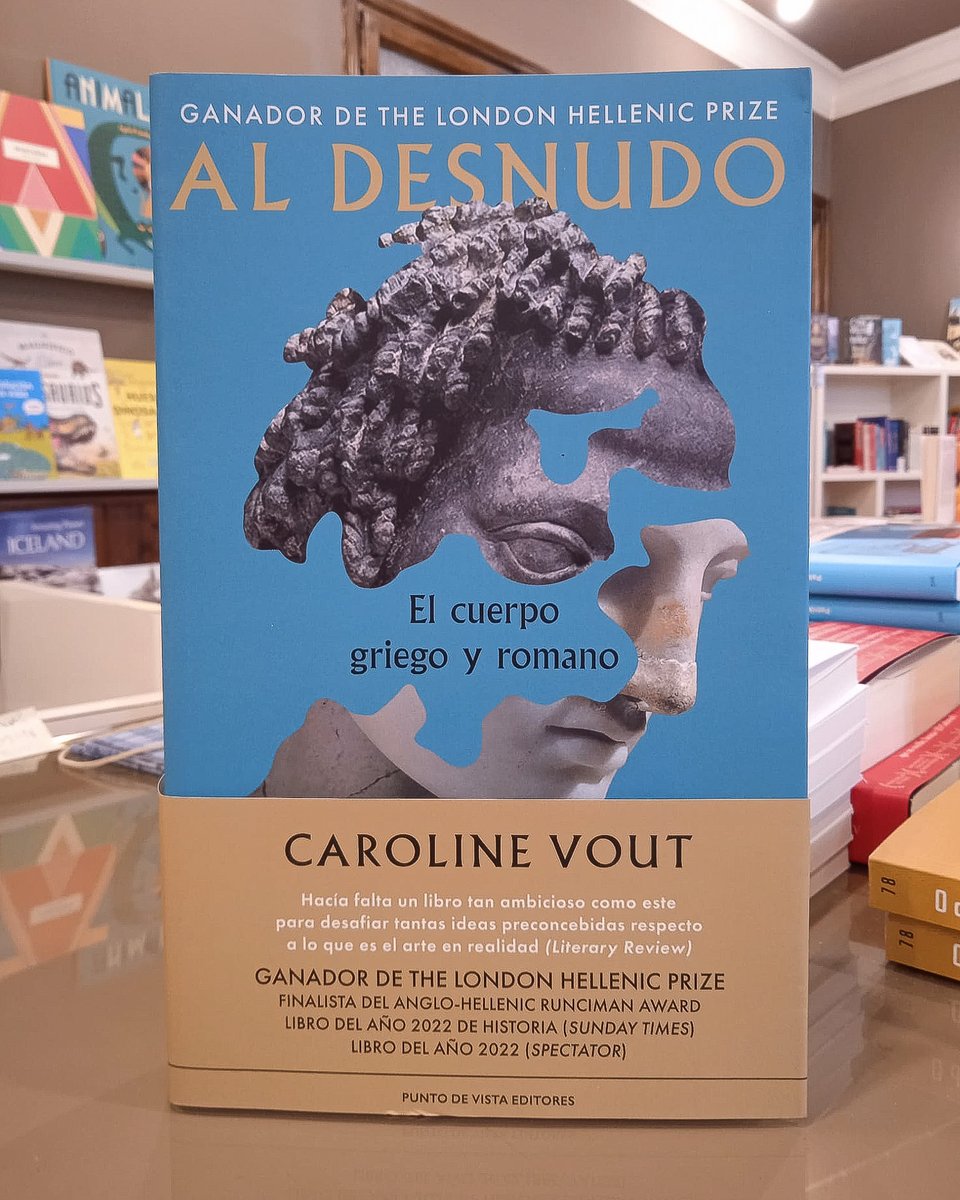 GANADOR DE THE LONDON HELLENIC PRIZE
AL DESNUDO
El cuerpo
griego y romano
CAROLINE VOUT
Hacía falta un libro tan ambicioso como este
para desafiar tantas ideas preconcebidas respecto
a lo que es el arte en realidad (Literary Review)
GANADOR DE THE LONDON HELLENIC PRIZE
FINALISTA DEL ANGLO-HELLENIC RUNCIMAN AWARD
LIBRO DEL AÑO 2022 DE HISTORIA (SUNDAY TIMES)
LIBRO DEL AÑO 2022 (SPECTATOR)
PUNTO DE VISTA EDITORES
ANIMAL
ICELAND
78
78